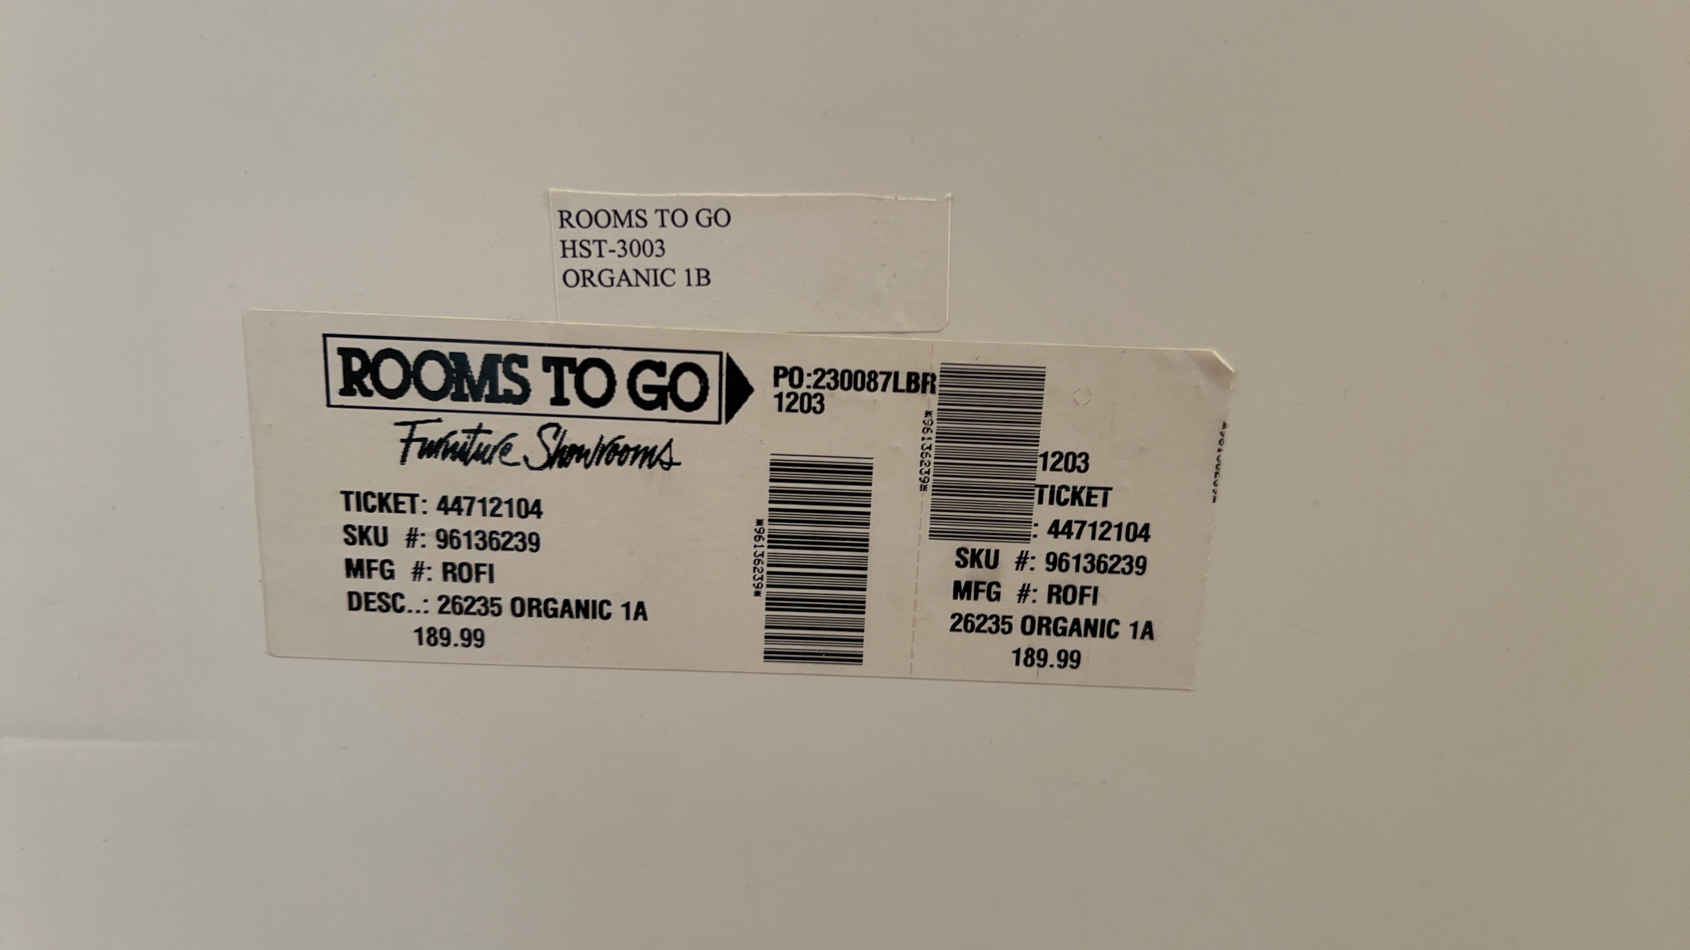 ROOMS TO GO
HST-3003
ORGANIC 1B
ROOMS TO GO
Furniture Showrooms
TICKET: 44712104
SKU #: 96136239
MFG #: ROFI
DESC..: 26235 ORGANIC 1A
189.99
PO:230087LBR
1203
*96136239*
*96136239*
1203
TICKET
: 44712104
SKU #: 96136239
MFG #: ROFI
26235 ORGANIC 1A
189.99